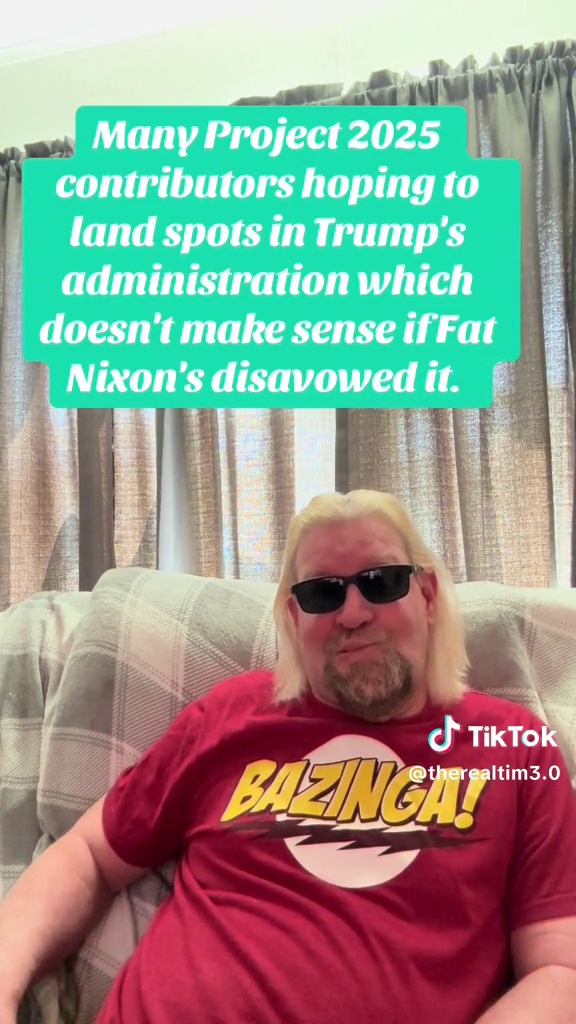 Many Project 2025
contributors hoping to
land spots in Trump's
administration which
doesn't make sense if Fat
Nixon's disavowed it.
BAZINGA!
TikTok
@therealtim3.0